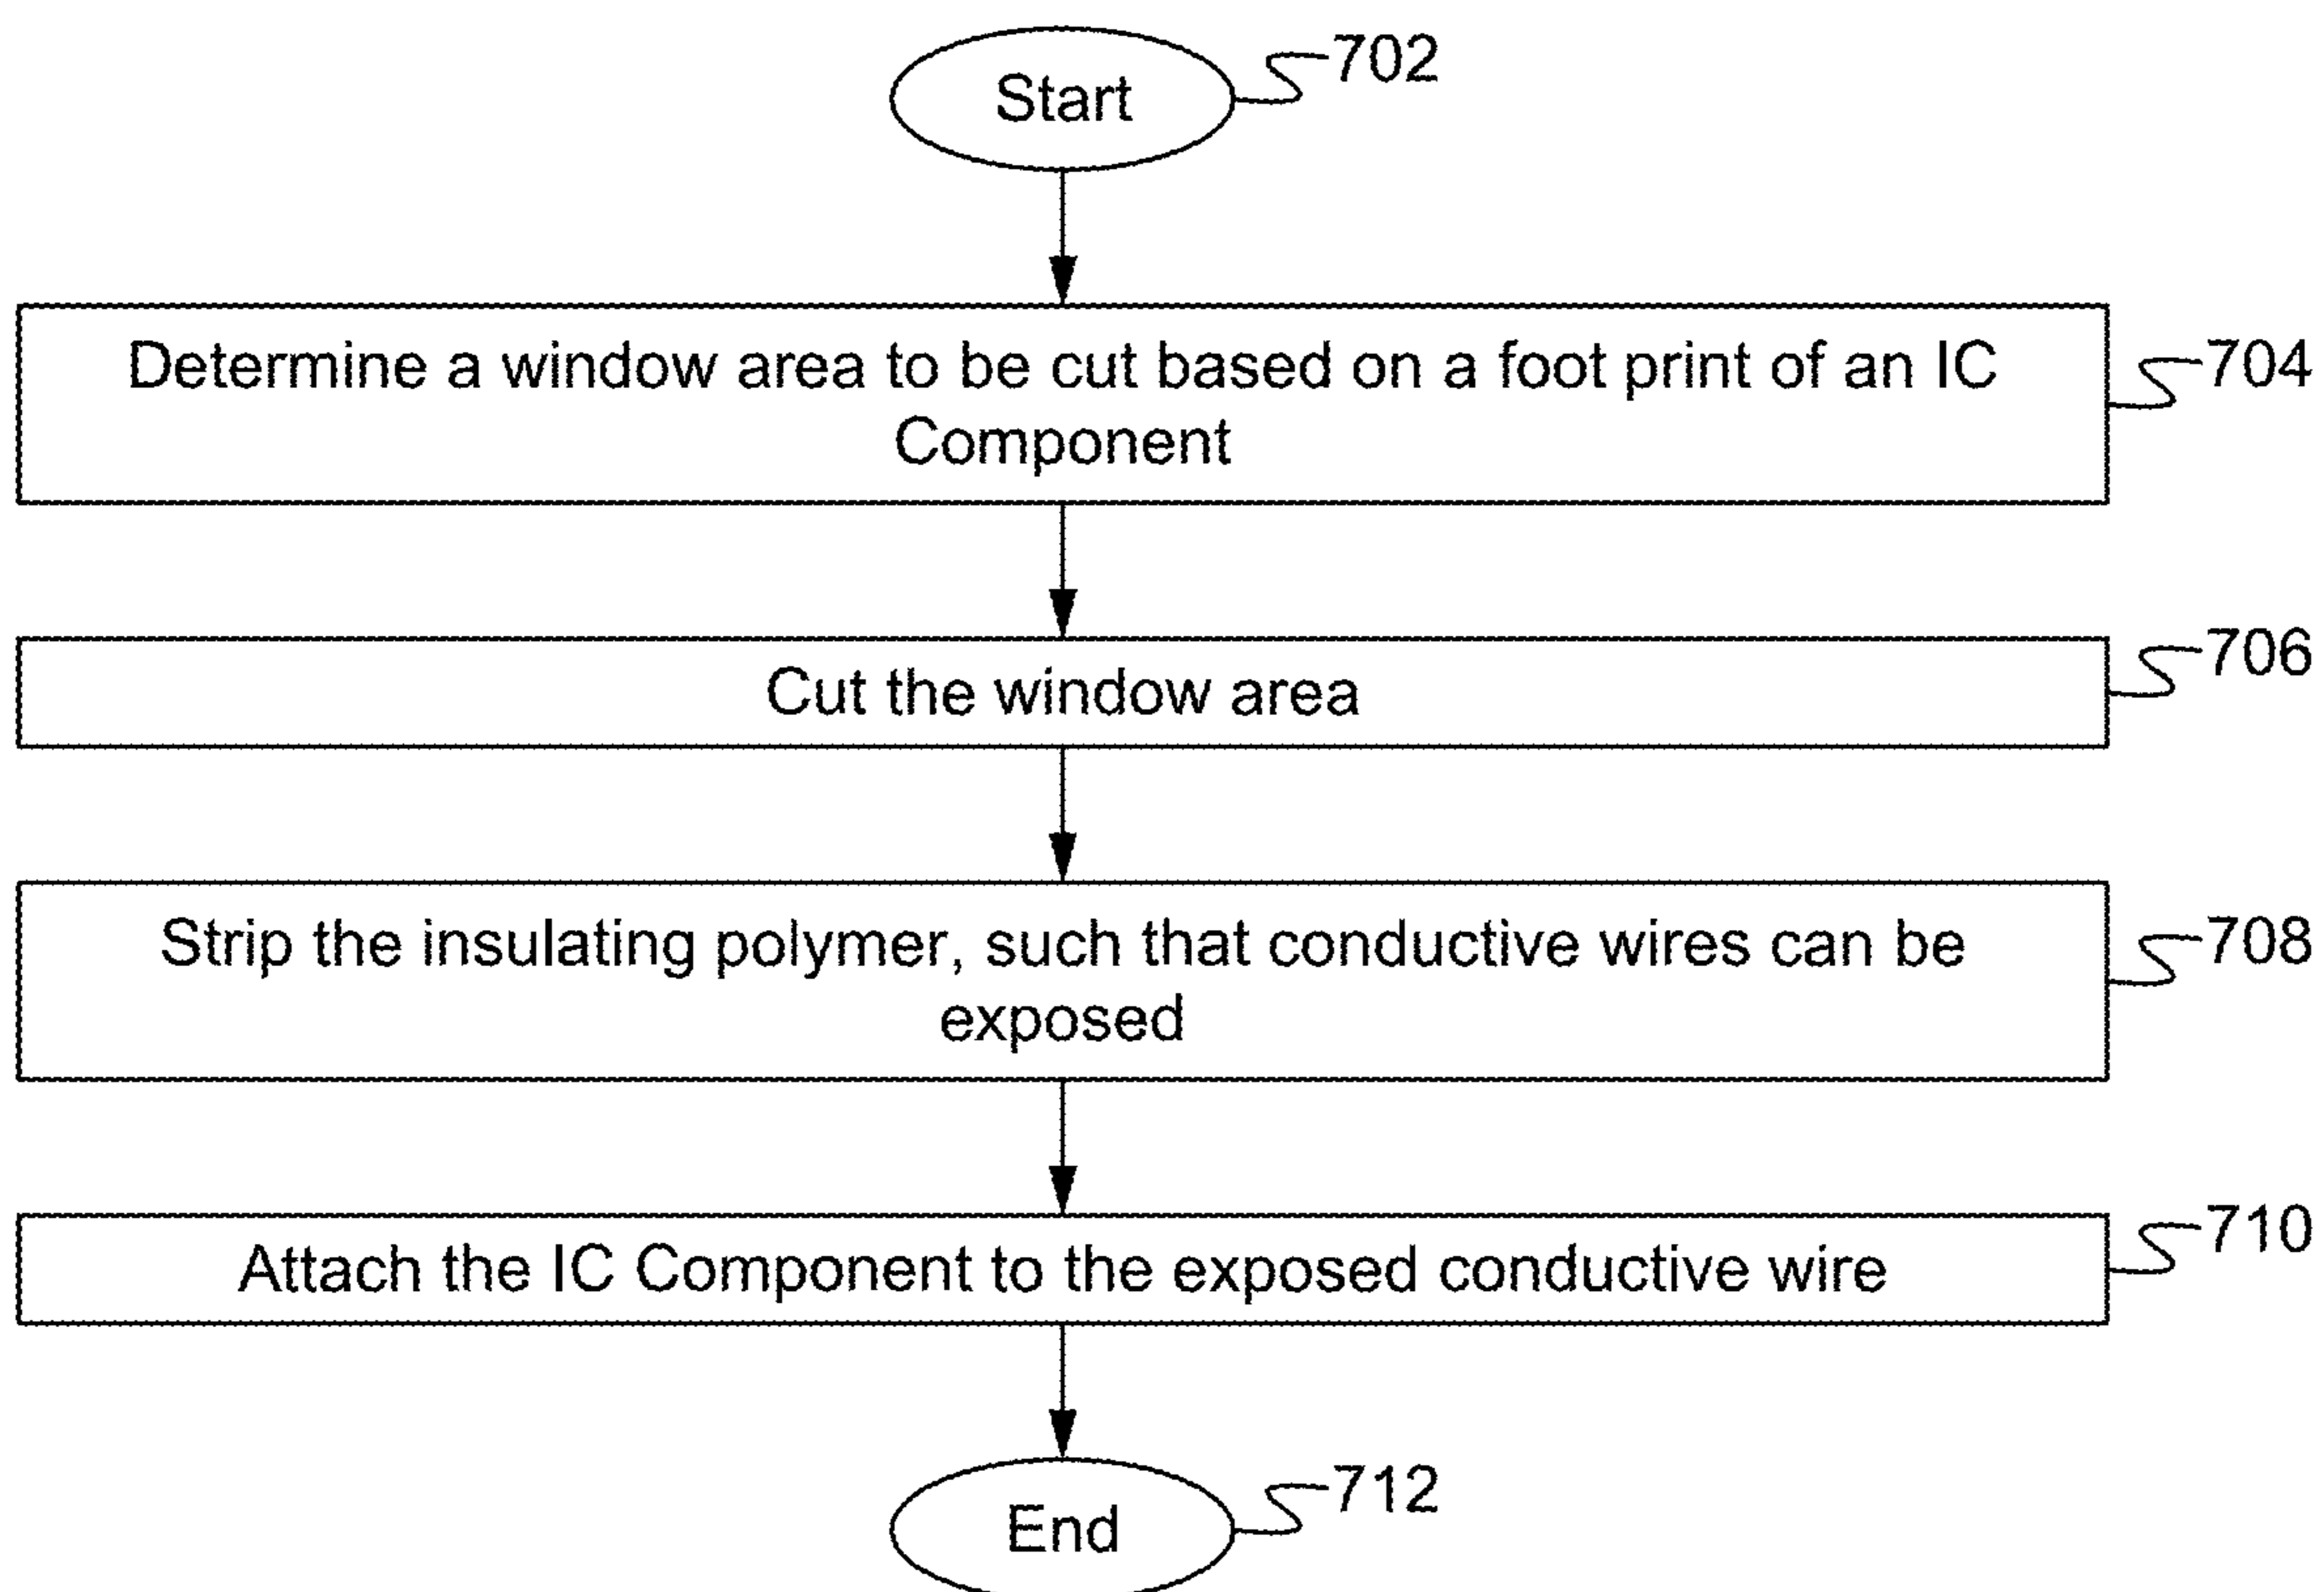 Start
702
Determine a window area to be cut based on a foot print of an IC
Component
704
Cut the window area
706
Strip the insulating polymer, such that conductive wires can be
exposed
708
Attach the IC Component to the exposed conductive wire
710
End
712